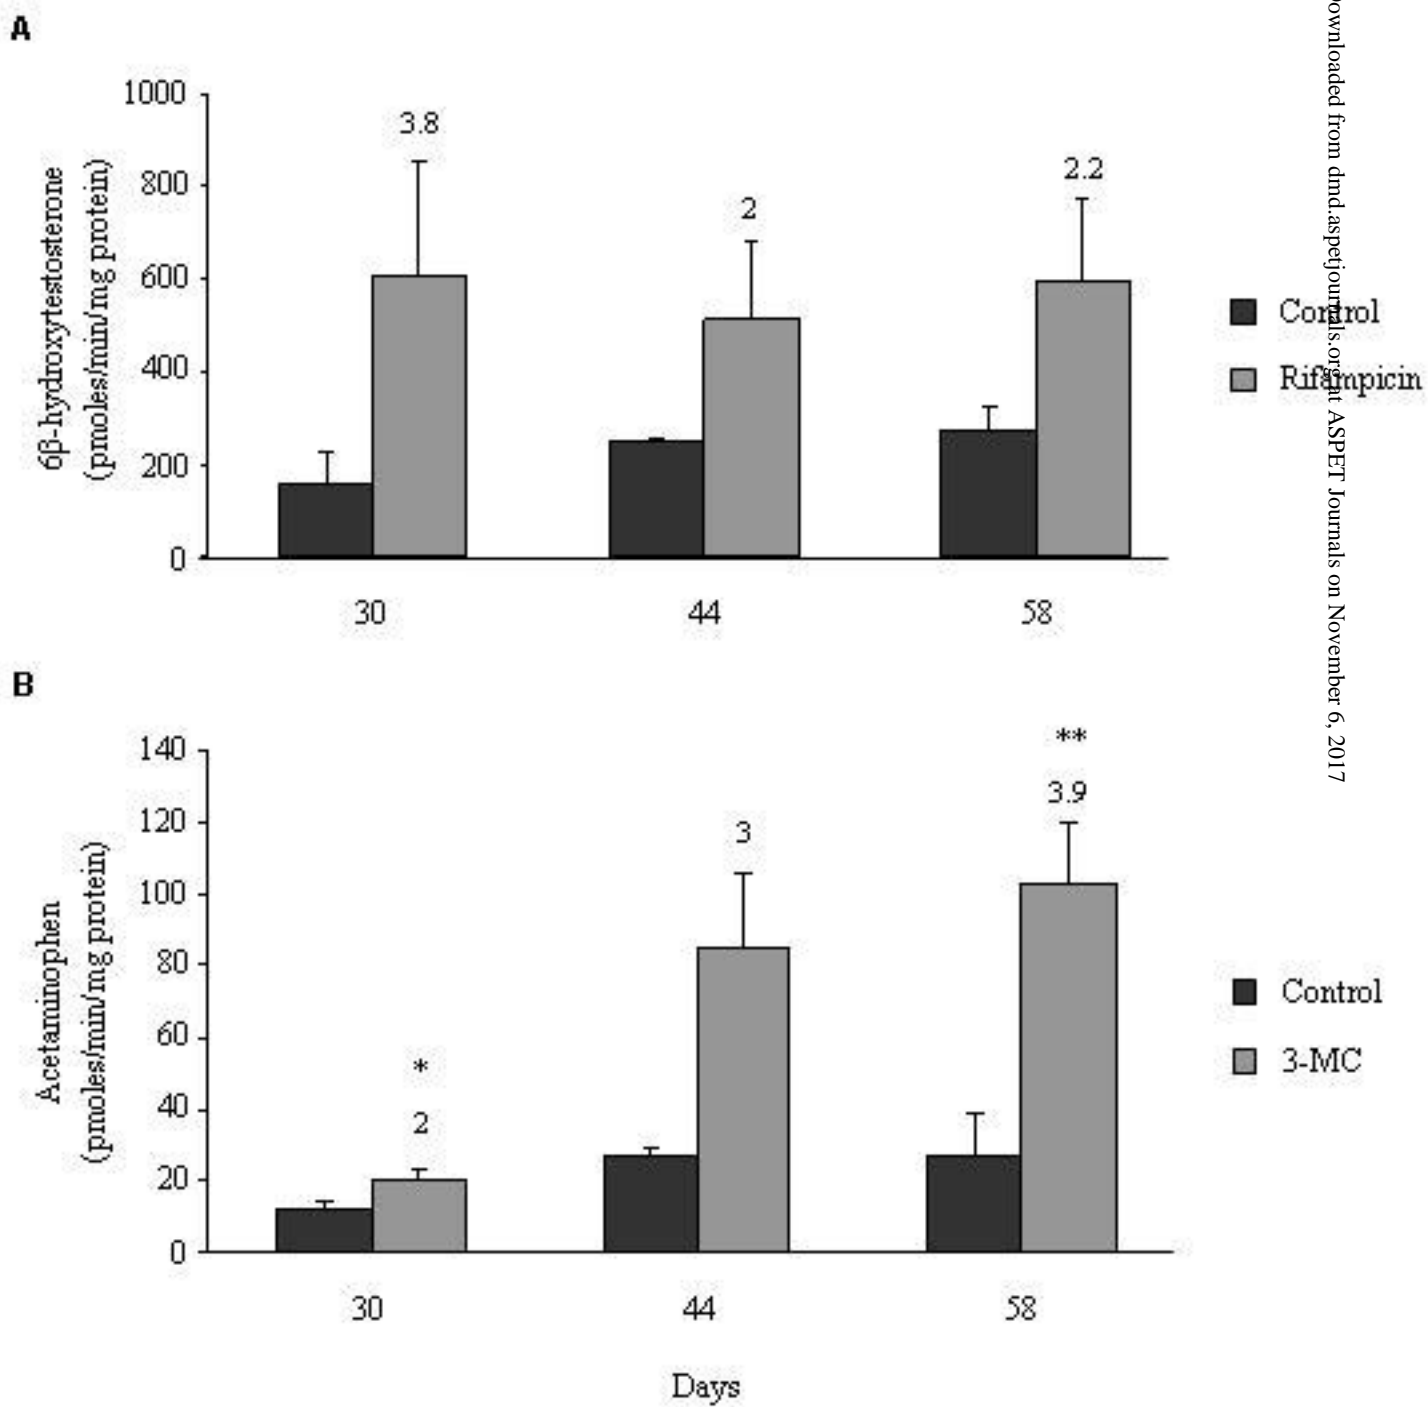 A
1000
800
600
400
200
0
6β-hydroxytestosterone
(pmoles/min/mg protein)
3.8
2
2.2
30
44
58
Control
Rifampicin
B
140
120
100
80
60
40
20
0
Acetaminophen
(pmoles/min/mg protein)
*
2
3
**
3.9
30
44
58
Control
3-MC
Days
ownloaded from dmd.aspetjournals.org at ASPET Journals on November 6, 2017